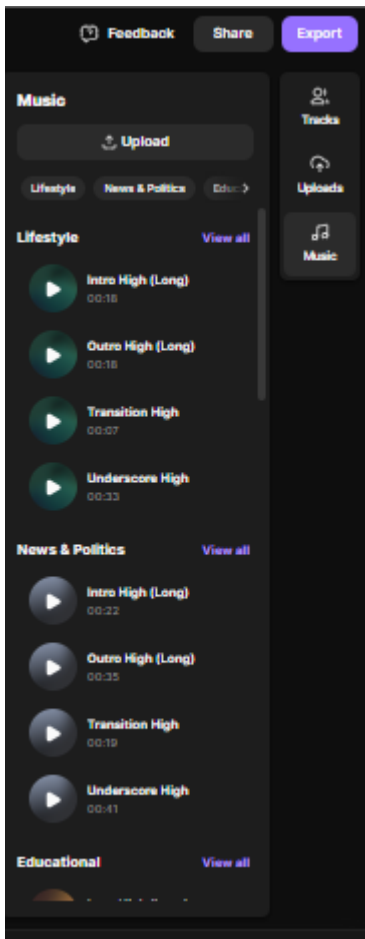 Feedback Share Export
Music
Upload
Lifestyle News & Politics Educ
Lifestyle View all
Intro High (Long)
00:18
Outro High (Long)
00:18
Transition High
00:07
Underscore High
00:33
News & Politics View all
Intro High (Long)
00:22
Outro High (Long)
00:35
Transition High
00:19
Underscore High
00:41
Educational View all
Tracks
Uploads
Music